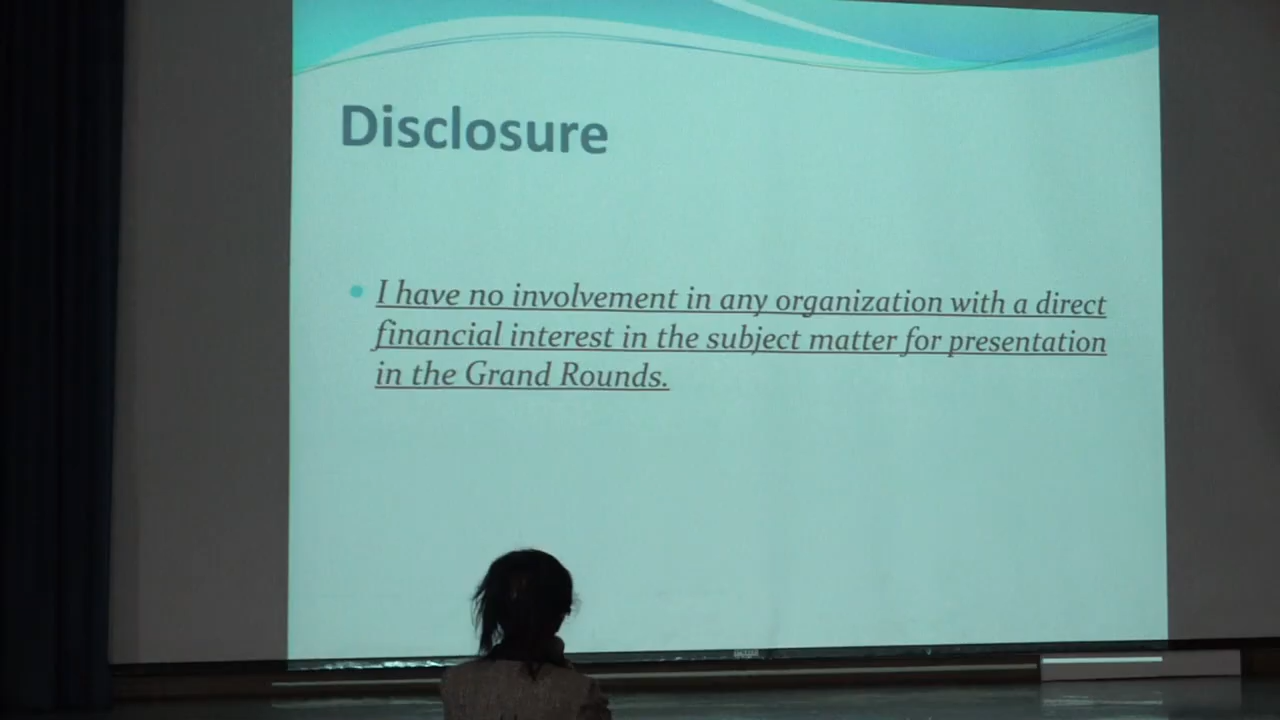 Disclosure
I have no involvement in any organization with a direct
financial interest in the subject matter for presentation
in the Grand Rounds.